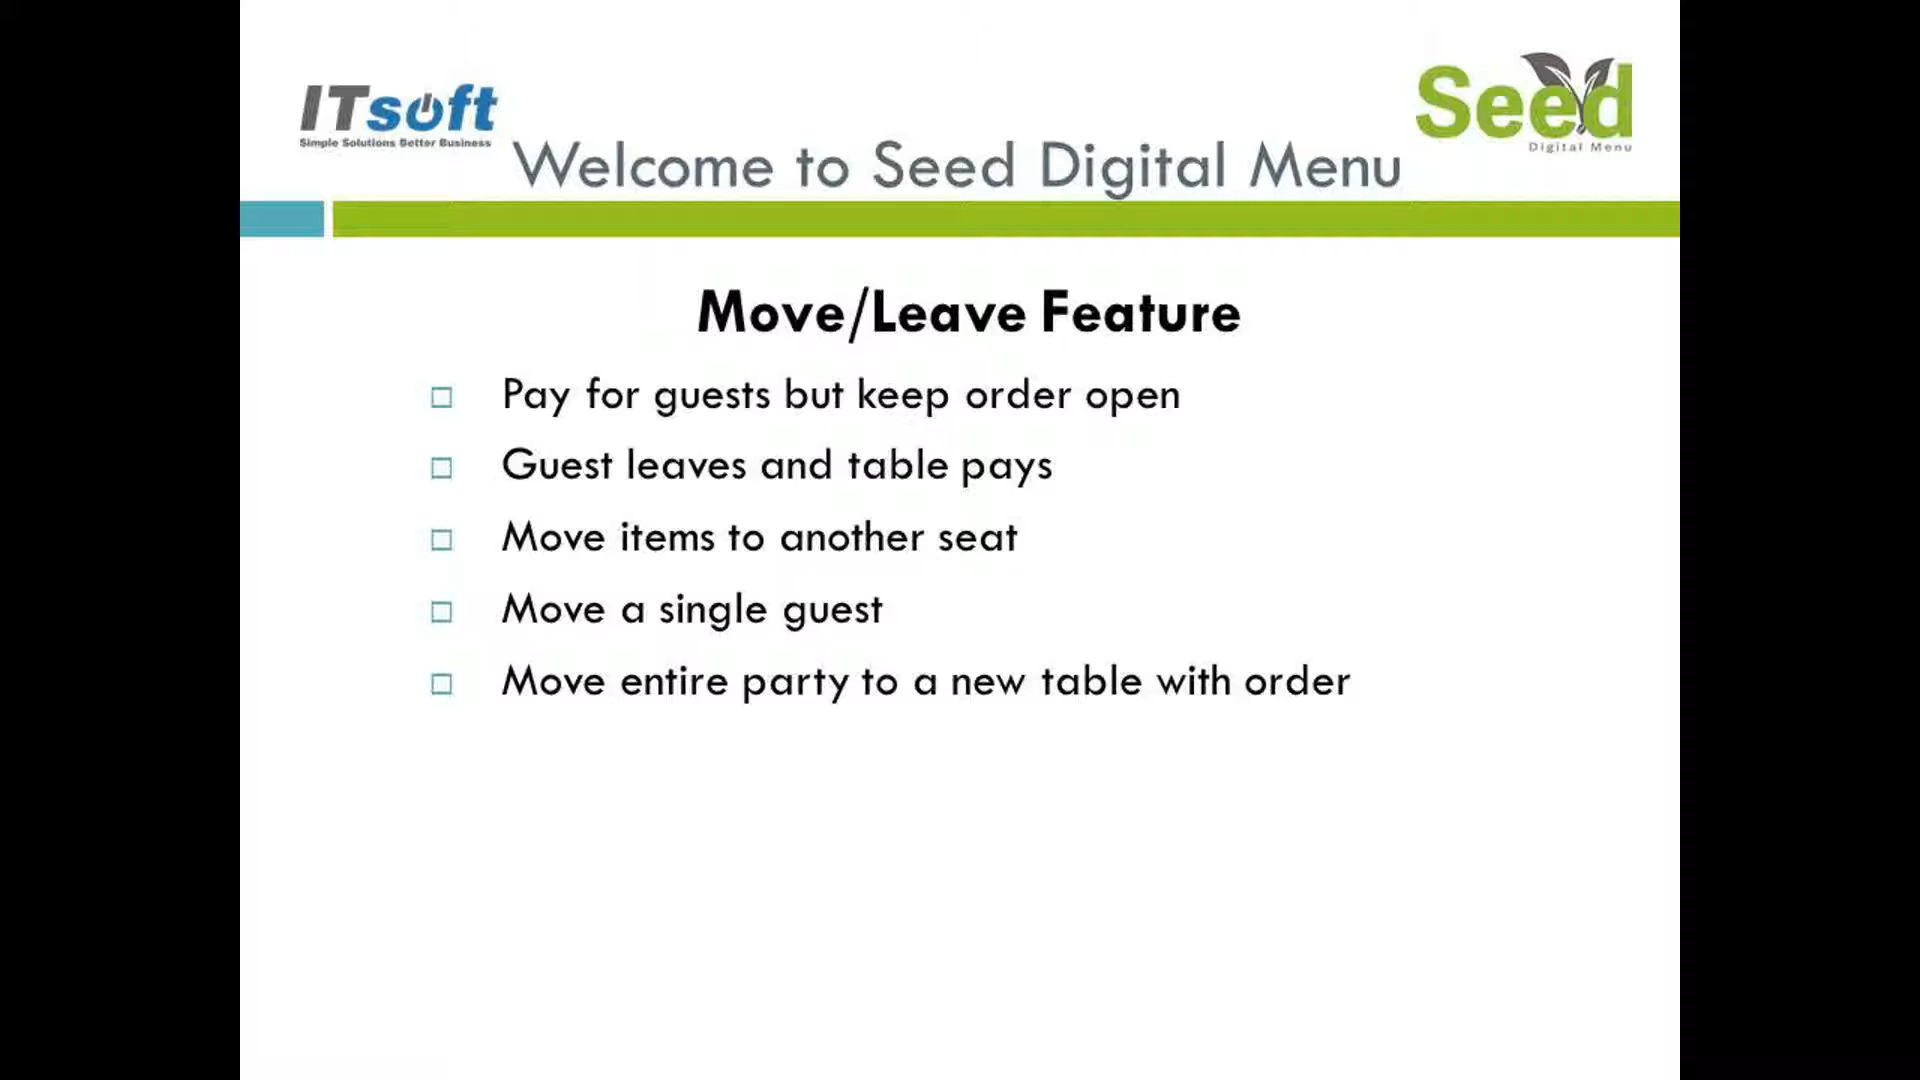 ITsoft
Simple Solutions Better Business
Seed
Digital Menu
Welcome to Seed Digital Menu
Move/Leave Feature
Pay for guests but keep order open
Guest leaves and table pays
Move items to another seat
Move a single guest
Move entire party to a new table with order